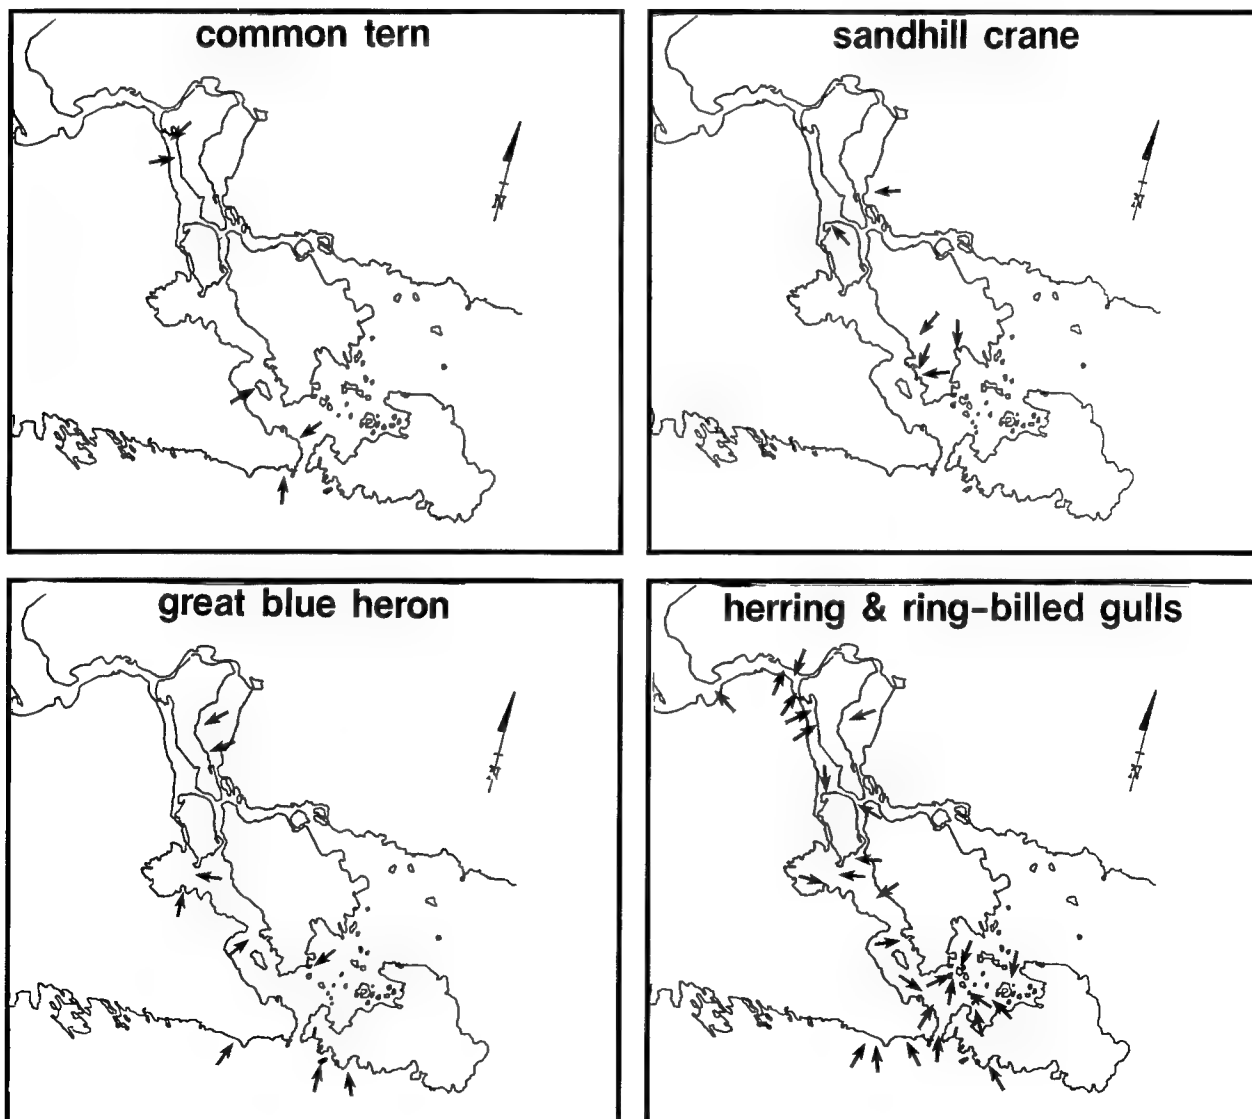 common tern
sandhill crane
N
N
great blue heron
herring & ring-billed gulls
N
N